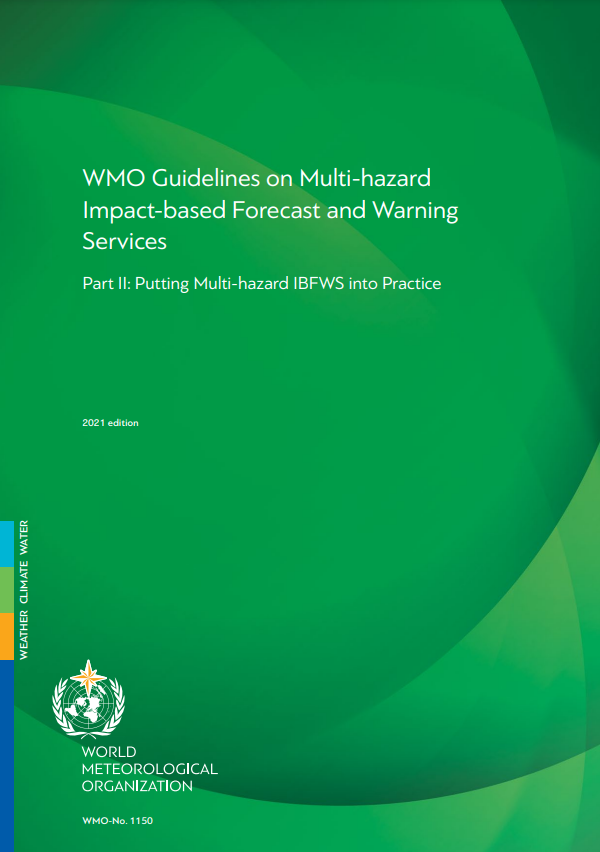 WMO Guidelines on Multi-hazard
Impact-based Forecast and Warning
Services
Part II: Putting Multi-hazard IBFWS into Practice
2021 edition
WEATHER CLIMATE WATER
WORLD
METEOROLOGICAL
ORGANIZATION
WMO-No. 1150